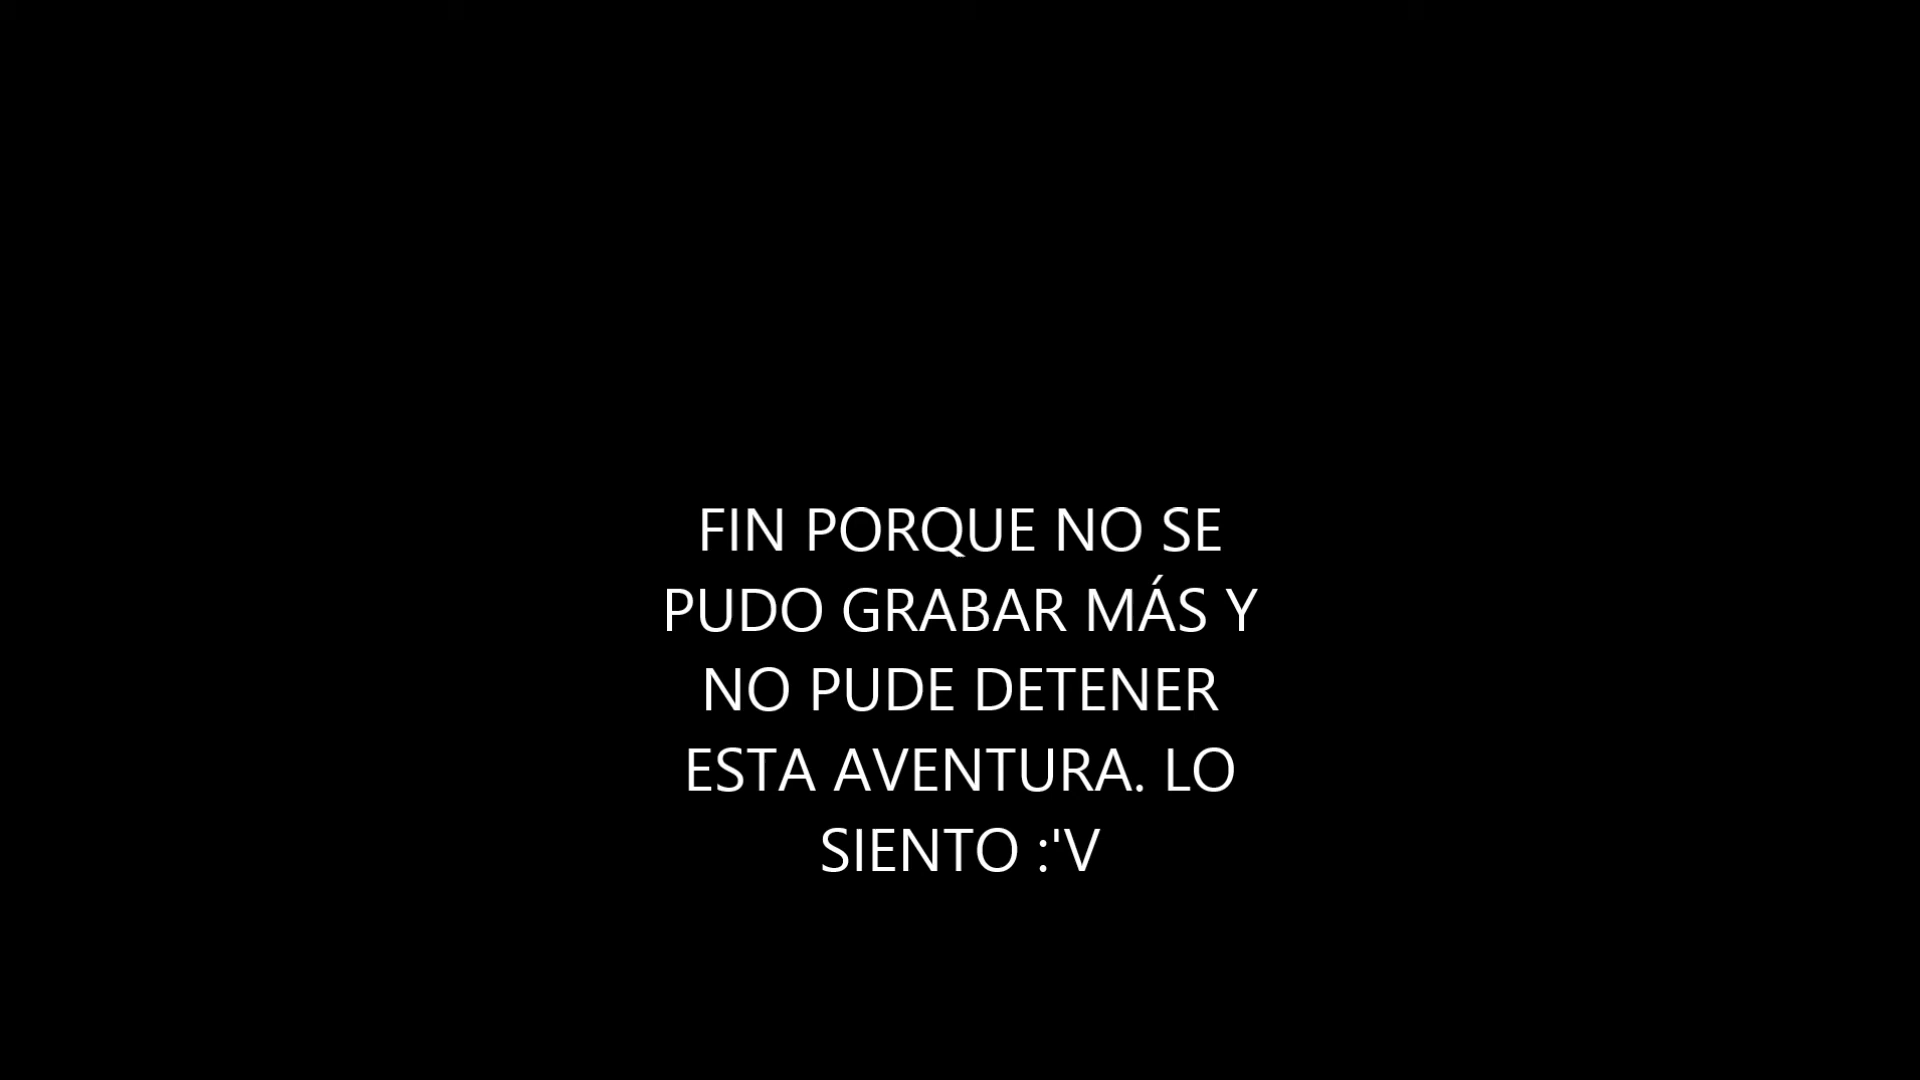 FIN PORQUE NO SE
PUDO GRABAR MÁS Y
NO PUDE DETENER
ESTA AVENTURA. LO
SIENTO :'V